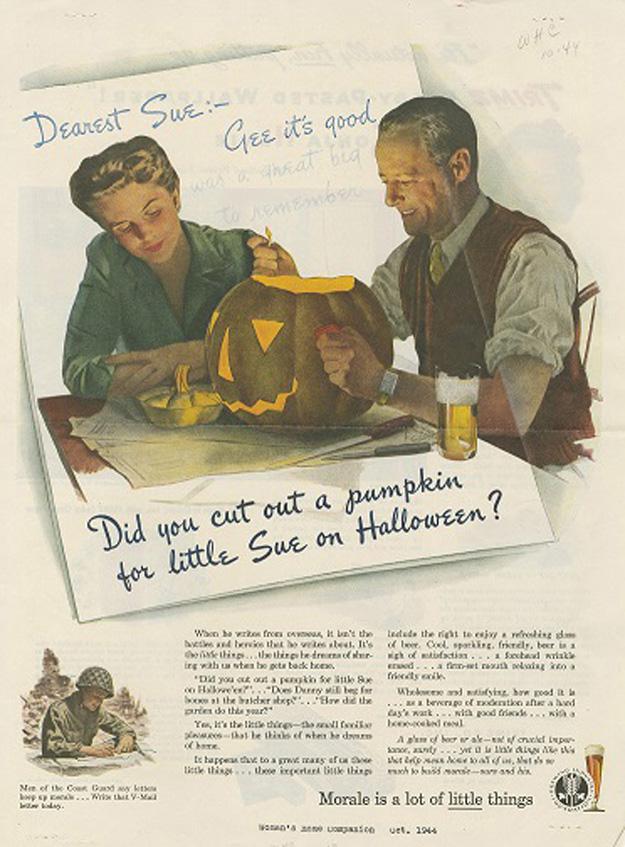 WHC
10-44
Dearest Sue:-
Gee it's good
was a great big
to remember
Did you cut out a pumpkin
for little Sue on Halloween?
When he writes from overseas, it isn't the
battles and heroics that he writes about. It's
the little things ... the things he dreams of shar-
ing with us when he gets back home.
"Did you cut out a pumpkin for little Sue
on Hallowe'en?" ... "Does Danny still beg for
bones at the butcher shop?" ... "How did the
garden do this year?"
Yes, it's the little things—the small familiar
pleasures—that he thinks of when he dreams
of home.
It happens that to a great many of us these
little things ... these important little things
include the right to enjoy a refreshing glass
of beer. Cool, sparkling, friendly, beer is a
sigh of satisfaction ... a forehead wrinkle
erased ... a firm-set mouth relaxing into a
friendly smile.
Wholesome and satisfying, how good it is
... as a beverage of moderation after a hard
day's work ... with good friends ... with a
home-cooked meal.
A glass of beer or ale—not of crucial impor-
tance, surely ... yet it is little things like this
that help mean home to all of us, that do so
much to build morale—ours and his.
Men of the Coast Guard say letters
keep up morale ... Write that V-Mail
letter today.
Morale is a lot of little things
Woman's Home Companion Oct. 1944